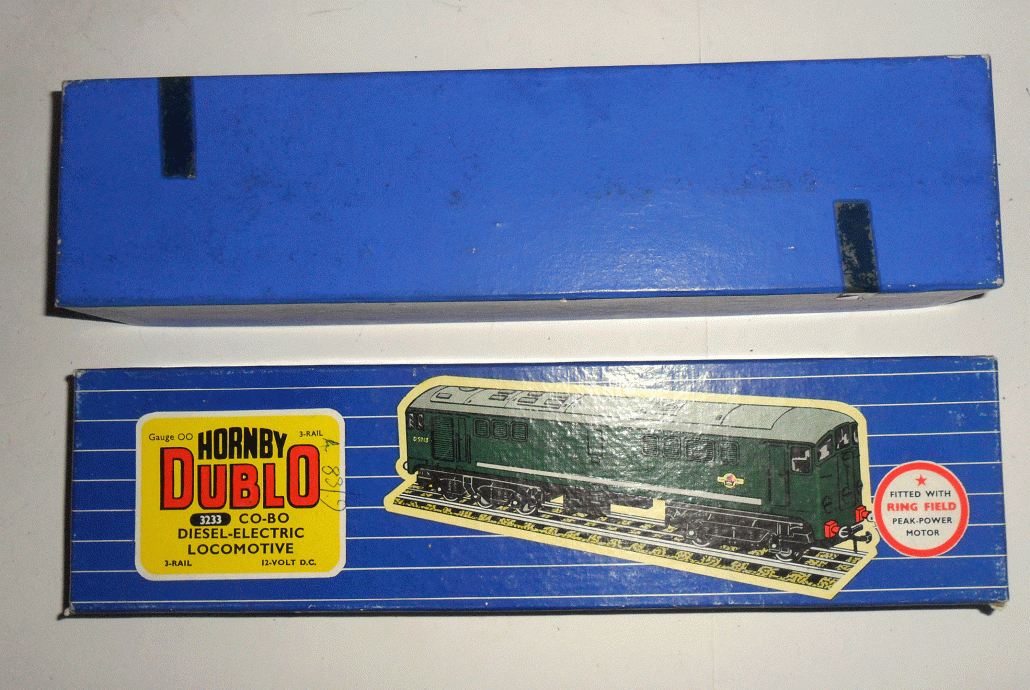 Gauge OO
3-RAIL
HORNBY
DUBLO
3233 CO-BO
DIESEL-ELECTRIC
LOCOMOTIVE
3-RAIL 12-VOLT D.C.
FITTED WITH
RING FIELD
PEAK-POWER
MOTOR